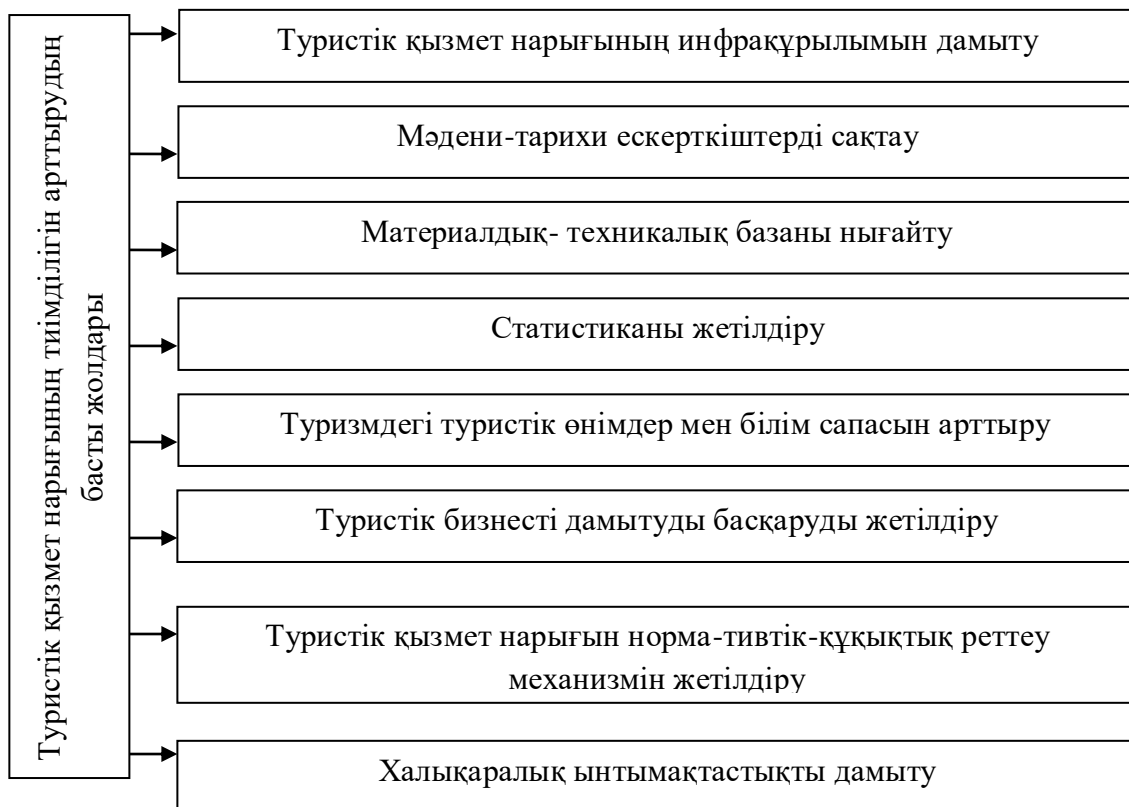 Туристік қызмет нарығының тиімділігін арттырудың
басты жолдары
Туристік қызмет нарығының инфрақұрылымын дамыту
Мәдени-тарихи ескерткіштерді сақтау
Материалдық- техникалық базаны нығайту
Статистиканы жетілдіру
Туризмдегі туристік өнімдер мен білім сапасын арттыру
Туристік бизнесті дамытуды басқаруды жетілдіру
Туристік қызмет нарығын норма-тивтік-құқықтық реттеу
механизмін жетілдіру
Халықаралық ынтымақтастықты дамыту